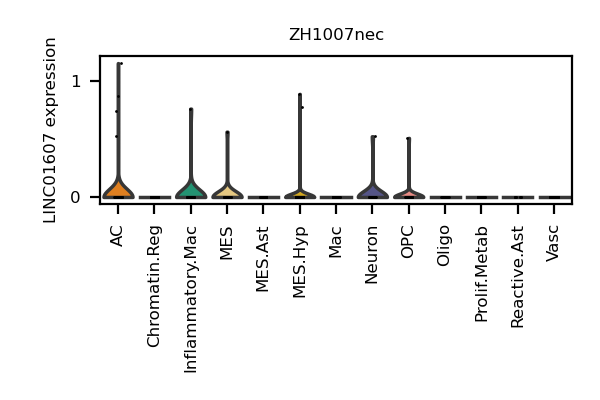 ZH1007nec
LINC01607 expression
1
0
AC
Chromatin.Reg
Inflammatory.Mac
MES
MES.Ast
MES.Hyp
Mac
Neuron
OPC
Oligo
Prolif.Metab
Reactive.Ast
Vasc